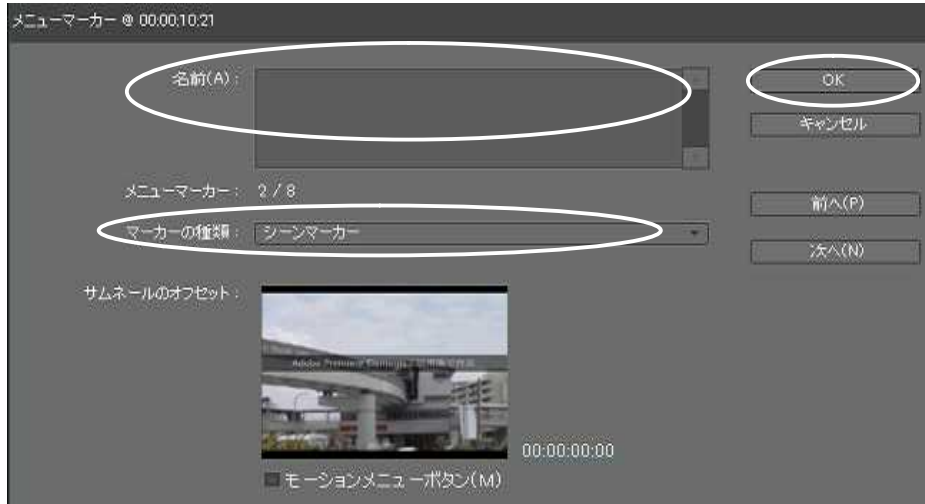 メニューマーカー @ 00:00:10:21
名前(A) :
OK
キャンセル
メニューマーカー : 2 / 8
前へ(P)
マーカーの種類 : シーンマーカー
次へ(N)
サムネールのオフセット :
Adobe Premiere Elements
00:00:00:00
モーションメニューボタン(M)